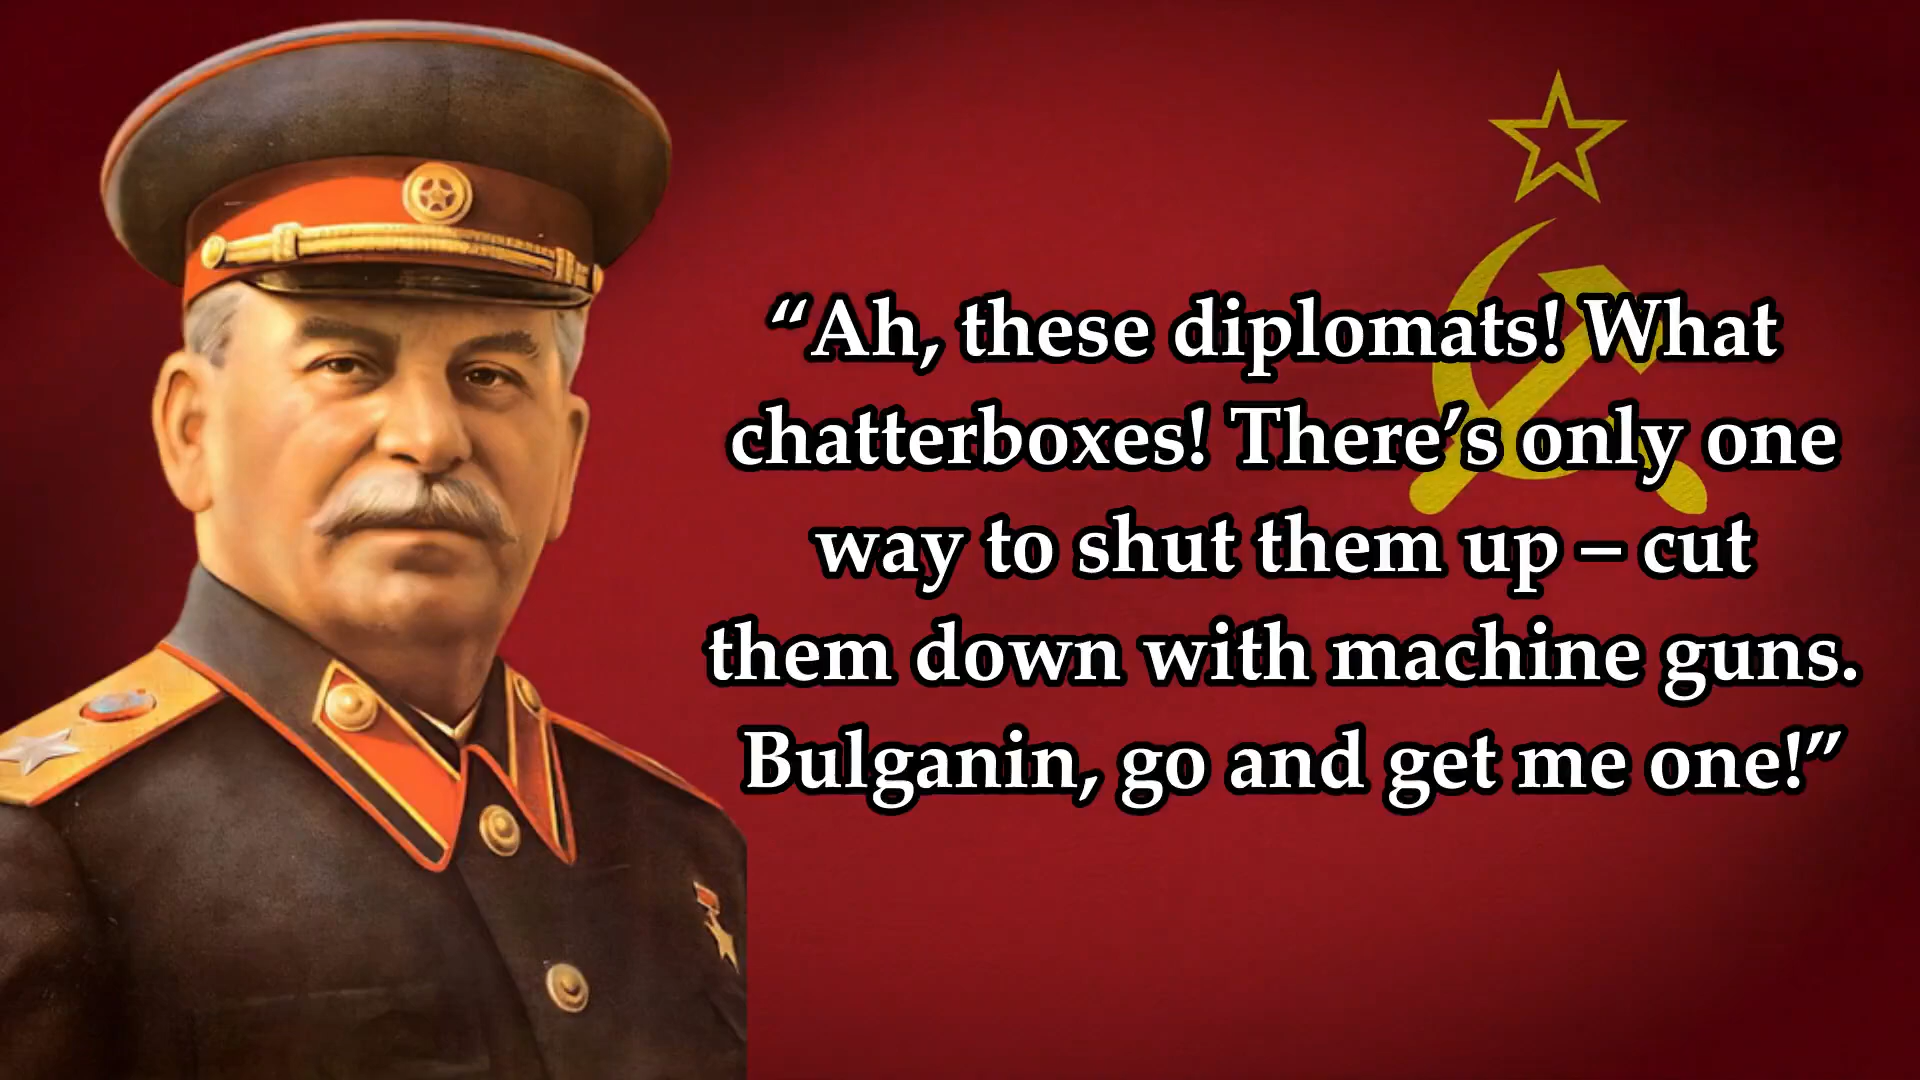 “Ah, these diplomats! What
chatterboxes! There’s only one
way to shut them up – cut
them down with machine guns.
Bulganin, go and get me one!”